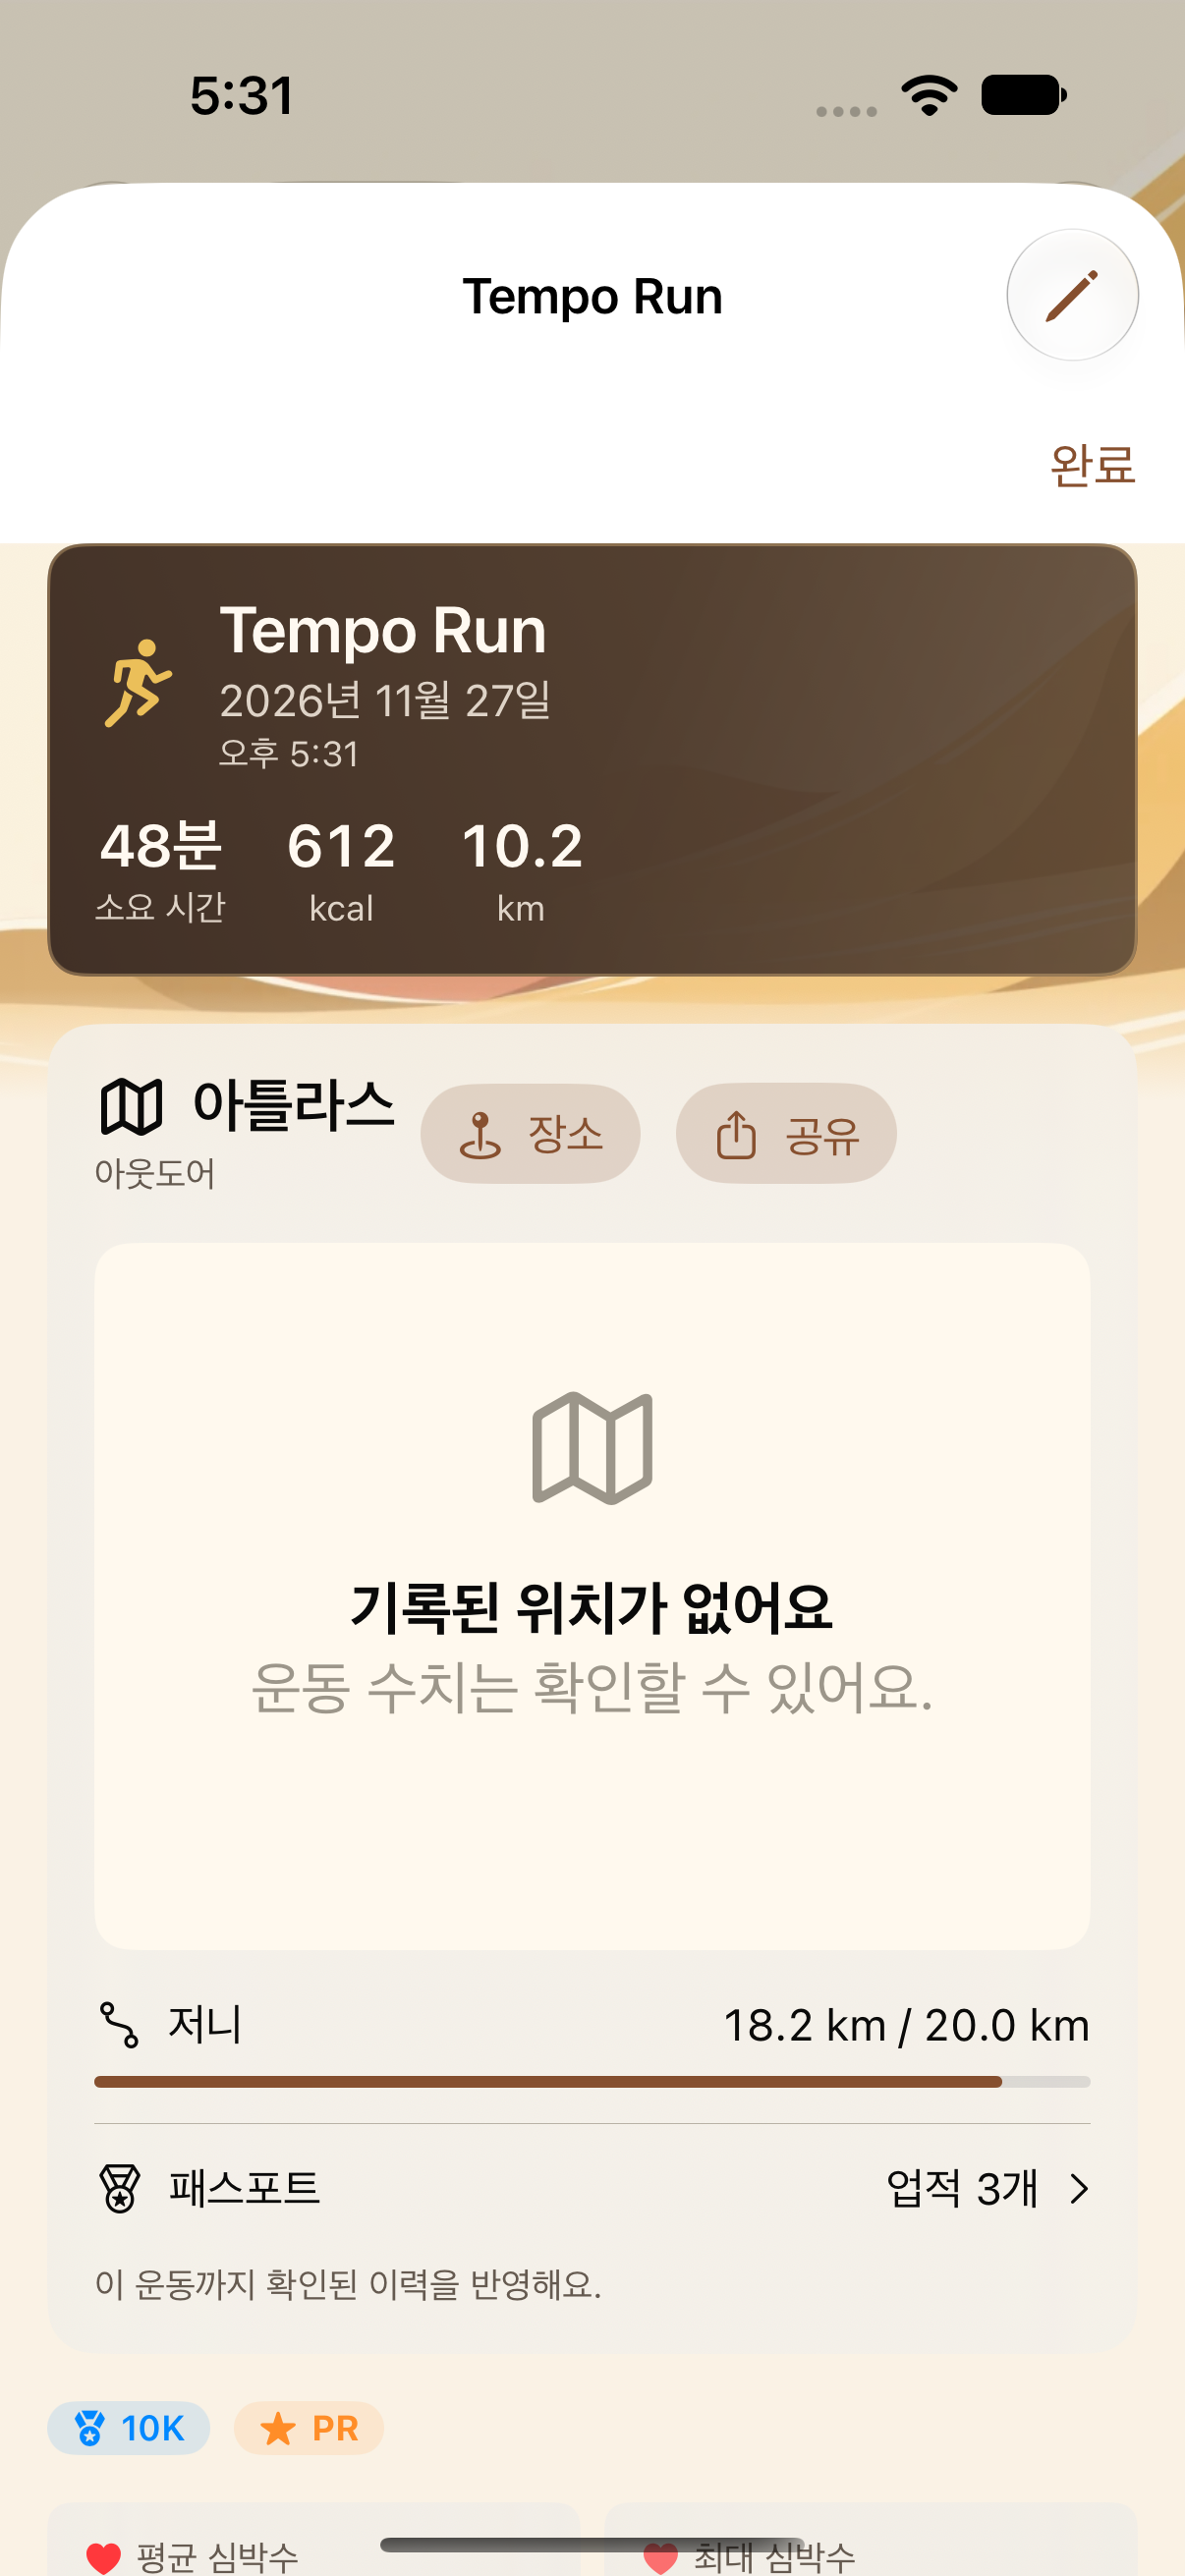 5:31
Tempo Run
완료
Tempo Run
2026년 11월 27일
오후 5:31
48분 612 10.2
소요 시간 kcal km
아틀라스
아웃도어
장소
공유
기록된 위치가 없어요
운동 수치는 확인할 수 있어요.
저니 18.2 km / 20.0 km
패스포트 업적 3개
이 운동까지 확인된 이력을 반영해요.
10K PR
평균 심박수 최대 심박수